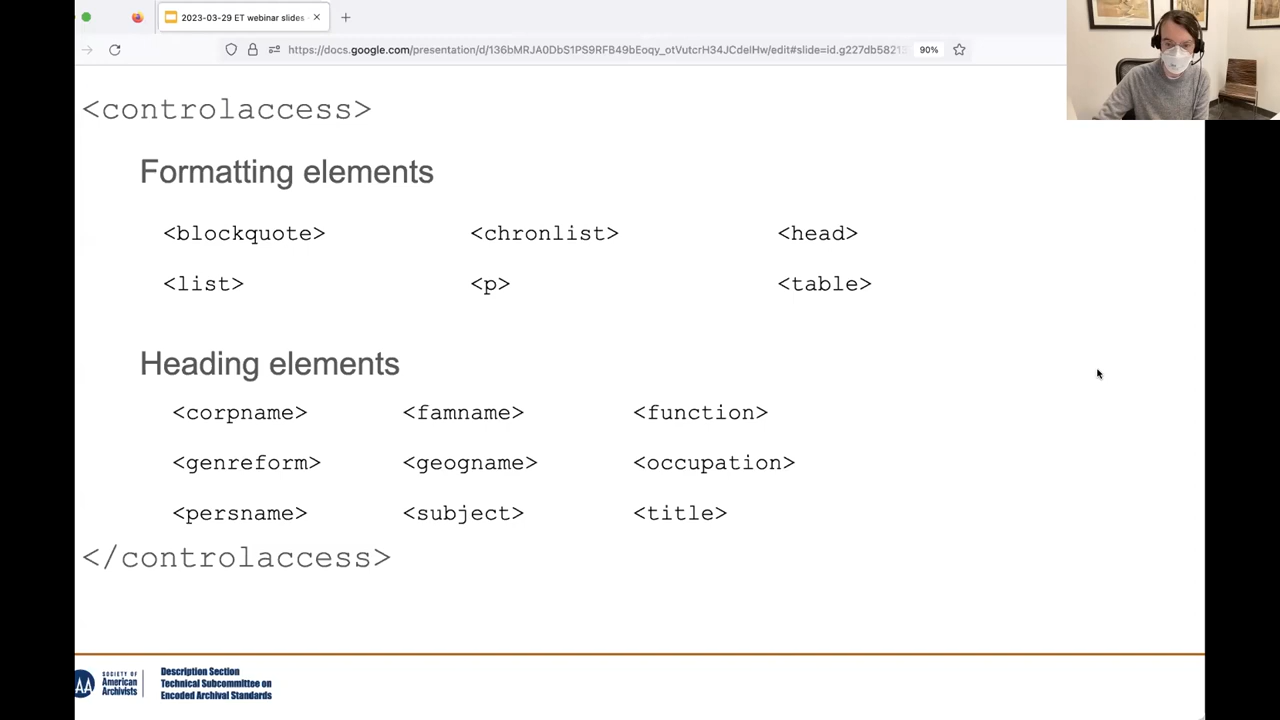 2023-03-29 ET webinar slides
https://docs.google.com/presentation/d/136bMRJA0DbS1PS9RFB49bEoqy_otVutcrH34JCdelHw/edit#slide=id.g227db5821
90%
<controlaccess>
Formatting elements
<blockquote> <chronlist> <head>
<list> <p> <table>
Heading elements
<corpname> <famname> <function>
<genreform> <geogname> <occupation>
<persname> <subject> <title>
</controlaccess>
AA
SOCIETY OF
American
Archivists
Description Section
Technical Subcommittee on
Encoded Archival Standards